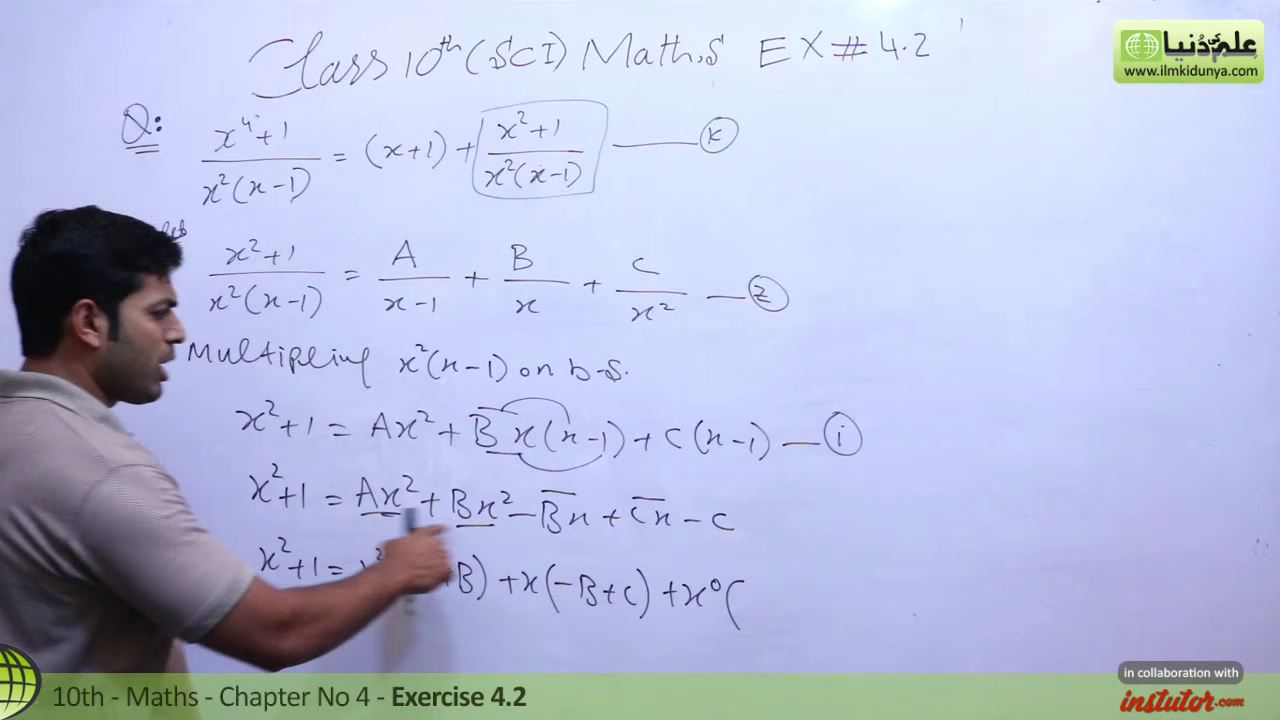 Class 10th (SCI) Maths EX # 4.2
علم کی دنیا
www.ilmkidunya.com
Q: x⁴+1 / x²(x-1) = (x+1) + x²+1 / x²(x-1) — (K)
x²+1 / x²(x-1) = A / x-1 + B / x + C / x² — (Z)
Multipling x²(x-1) on b-s.
x²+1 = Ax² + Bx(x-1) + C(x-1) — (i)
x²+1 = Ax² + Bx² - Bx + Cx - C
x²+1 = B) + x(-B+C) + x⁰(
in collaboration with
instutor.com
10th - Maths - Chapter No 4 - Exercise 4.2